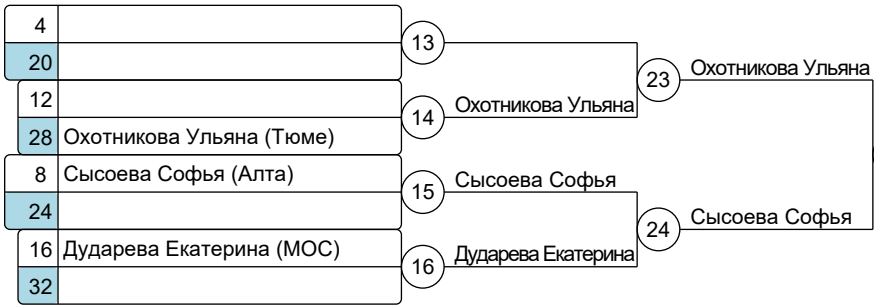 4
20
13
12
28 Охотникова Ульяна (Тюме)
14
Охотникова Ульяна
23
Охотникова Ульяна
8 Сысоева Софья (Алта)
24
15
Сысоева Софья
16 Дударева Екатерина (МОС)
32
16
Дударева Екатерина
24
Сысоева Софья